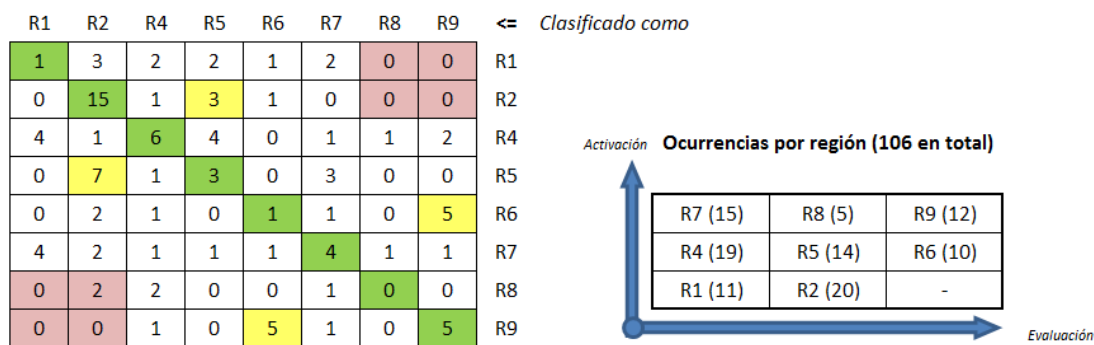 R1 R2 R4 R5 R6 R7 R8 R9 <= Clasificado como
1 3 2 2 1 2 0 0 R1
0 15 1 3 1 0 0 0 R2
4 1 6 4 0 1 1 2 R4
0 7 1 3 0 3 0 0 R5
0 2 1 0 1 1 0 5 R6
4 2 1 1 1 4 1 1 R7
0 2 2 0 0 1 0 0 R8
0 0 1 0 5 1 0 5 R9
Activación Ocurrencias por región (106 en total)
R7 (15) R8 (5) R9 (12)
R4 (19) R5 (14) R6 (10)
R1 (11) R2 (20) -
Evaluación